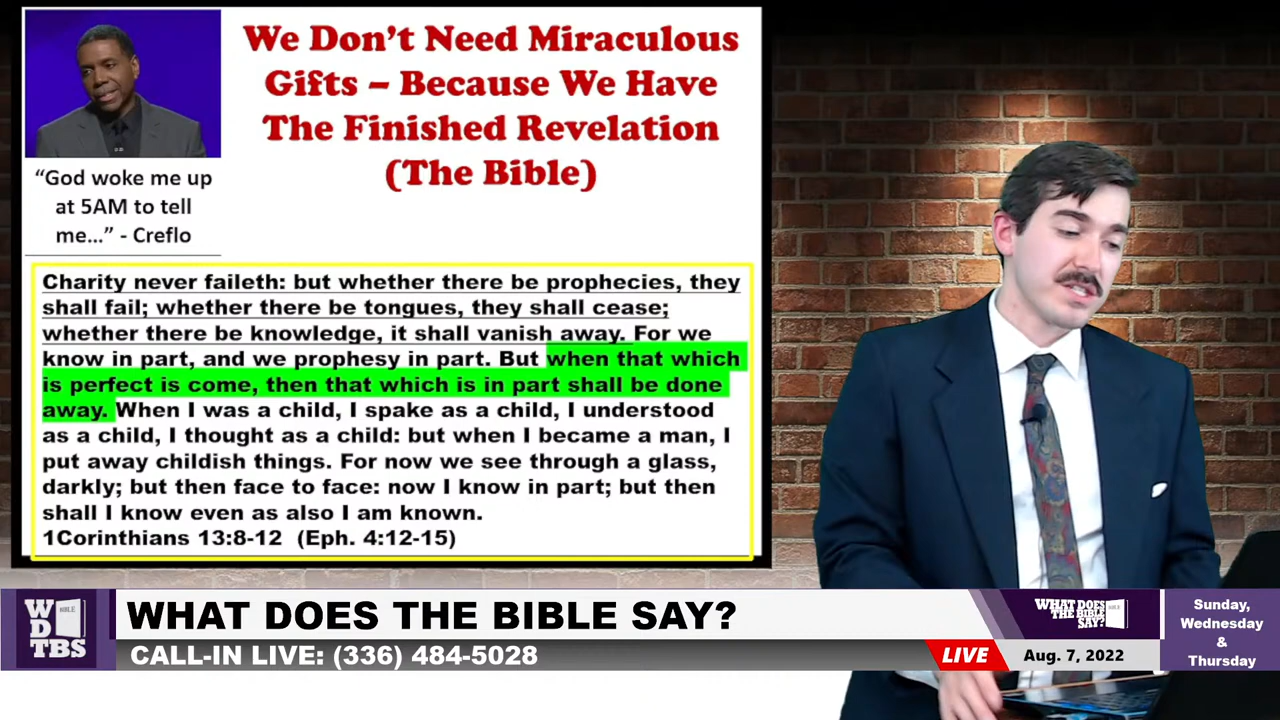 We Don't Need Miraculous
Gifts – Because We Have
The Finished Revelation
(The Bible)
"God woke me up
at 5AM to tell
me..." - Creflo
Charity never faileth: but whether there be prophecies, they
shall fail; whether there be tongues, they shall cease;
whether there be knowledge, it shall vanish away. For we
know in part, and we prophesy in part. But when that which
is perfect is come, then that which is in part shall be done
away. When I was a child, I spake as a child, I understood
as a child, I thought as a child: but when I became a man, I
put away childish things. For now we see through a glass,
darkly; but then face to face: now I know in part; but then
shall I know even as also I am known.
1Corinthians 13:8-12 (Eph. 4:12-15)
W
D
TBS
BIBLE
WHAT DOES THE BIBLE SAY?
CALL-IN LIVE: (336) 484-5028
WHAT DOES
THE BIBLE
SAY?
LIVE
Aug. 7, 2022
Sunday,
Wednesday
&
Thursday